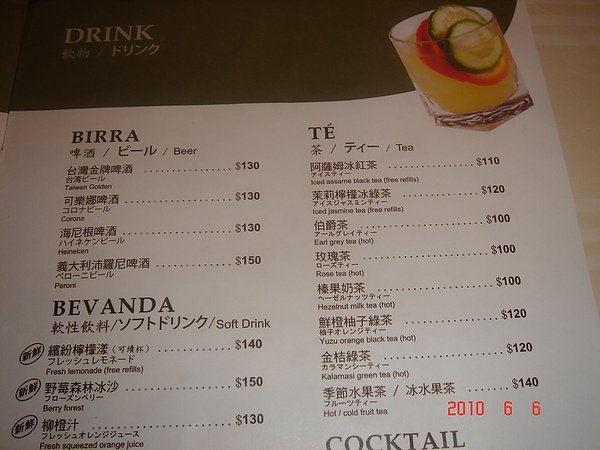 DRINK
飲物 / ドリンク
BIRRA
啤酒 / ビール / Beer
台灣金牌啤酒 $130
台湾ビール
Taiwan Golden
可樂娜啤酒 $130
コロナビール
Corona
海尼根啤酒 $130
ハイネケンビール
Heineken
義大利沛羅尼啤酒 $150
ペローニビール
Peroni
BEVANDA
軟性飲料/ソフトドリンク/Soft Drink
新鮮 繽紛檸檬漾 (可續杯) $140
フレッシュレモネード
Fresh lemonade (free refills)
新鮮 野莓森林冰沙 $150
フローズンベリー
Berry forest
新鮮 柳橙汁 $130
フレッシュオレンジジュース
Fresh squeezed orange juice
TÉ
茶 / ティー / Tea
阿薩姆冰紅茶 $110
アイスティー
Iced assame black tea (free refills)
茉莉檸檬冰綠茶 $120
アイスジャスミンティー
Iced jasmine tea (free refills)
伯爵茶 $100
アールグレイティー
Earl grey tea (hot)
玫瑰茶 $100
ローズティー
Rose tea (hot)
榛果奶茶 $100
ヘーゼルナッツティー
Hezelnut milk tea (hot)
鮮橙柚子綠茶 $120
柚子オレンジティー
Yuzu orange black tea (hot)
金桔綠茶 $120
カラマンシーティー
Kalamasi green tea (hot)
季節水果茶 / 冰水果茶 $140
フルーツティー
Hot / cold fruit tea
COCKTAIL
2010 6 6